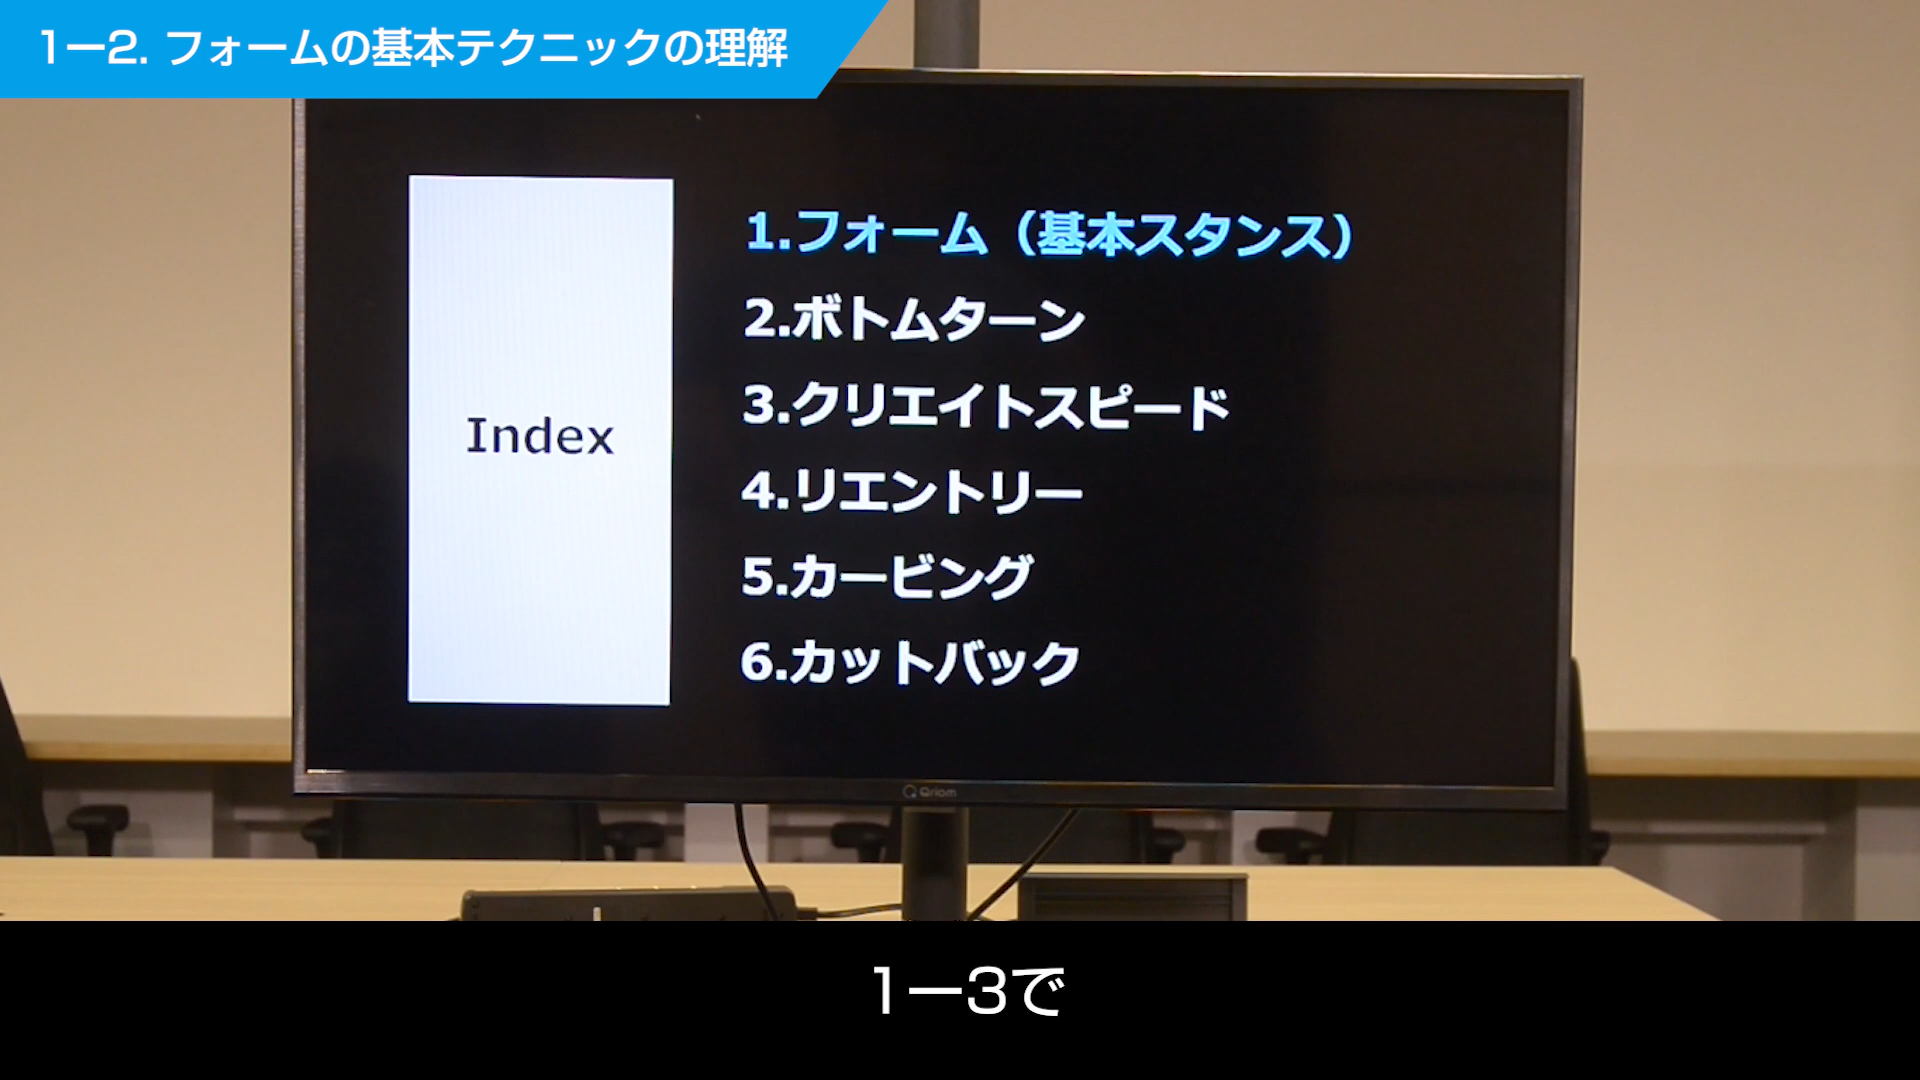 1ー2. フォームの基本テクニックの理解
Index
1.フォーム（基本スタンス）
2.ボトムターン
3.クリエイトスピード
4.リエントリー
5.カービング
6.カットバック
Qriom
1ー3で